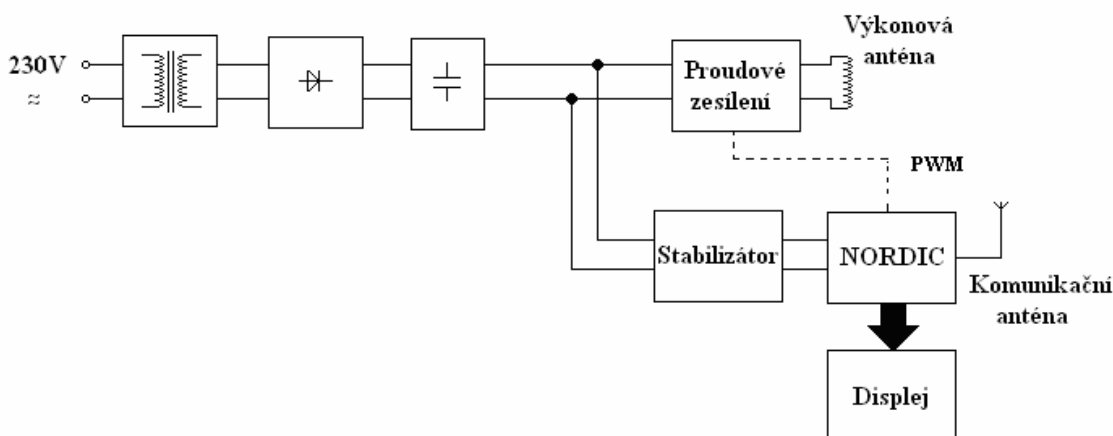 230V
≈
Proudové
zesílení
Výkonová
anténa
PWM
Stabilizátor
NORDIC
Komunikační
anténa
Displej